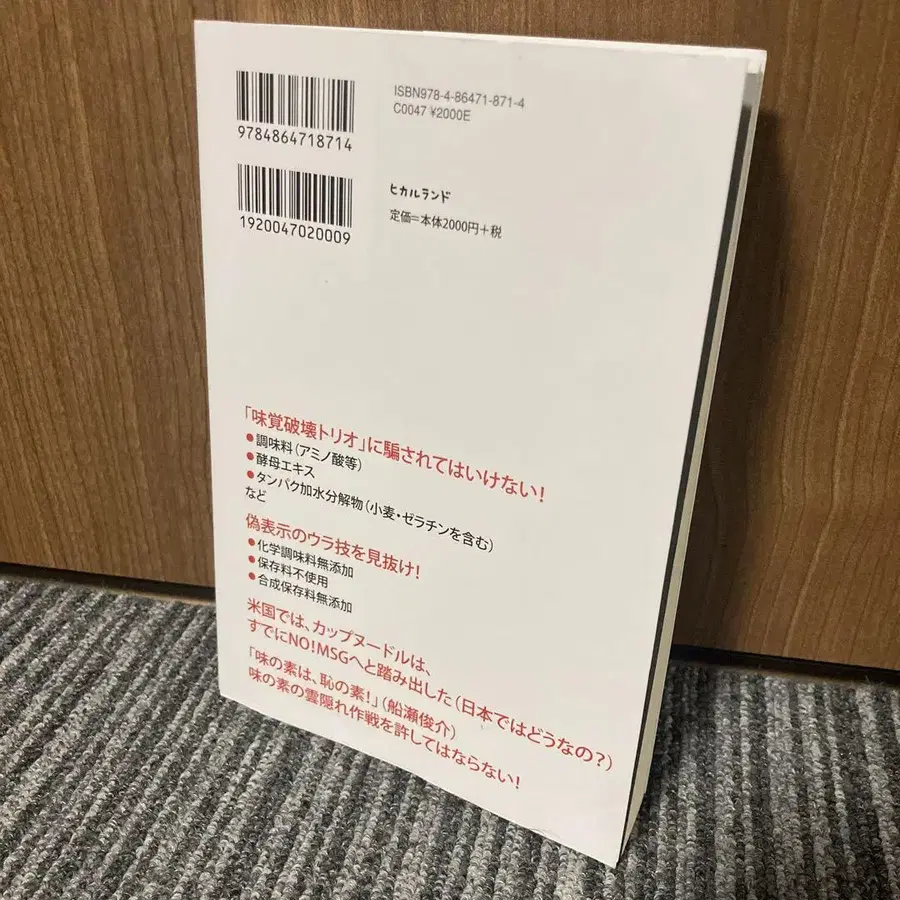 9784864718714
1920047020009
ISBN978-4-86471-871-4
C0047 ¥2000E
ヒカルランド
定価=本体2000円+税
「味覚破壊トリオ」に騙されてはいけない!
●調味料(アミノ酸等)
●酵母エキス
●タンパク加水分解物(小麦・ゼラチンを含む)
など
偽表示のウラ技を見抜け!
●化学調味料無添加
●保存料不使用
●合成保存料無添加
米国では、カップヌードルは、
すでにNO!MSGへと踏み出した(日本ではどうなの?)
「味の素は、恥の素!」(船瀬俊介)
味の素の雲隠れ作戦を許してはならない!